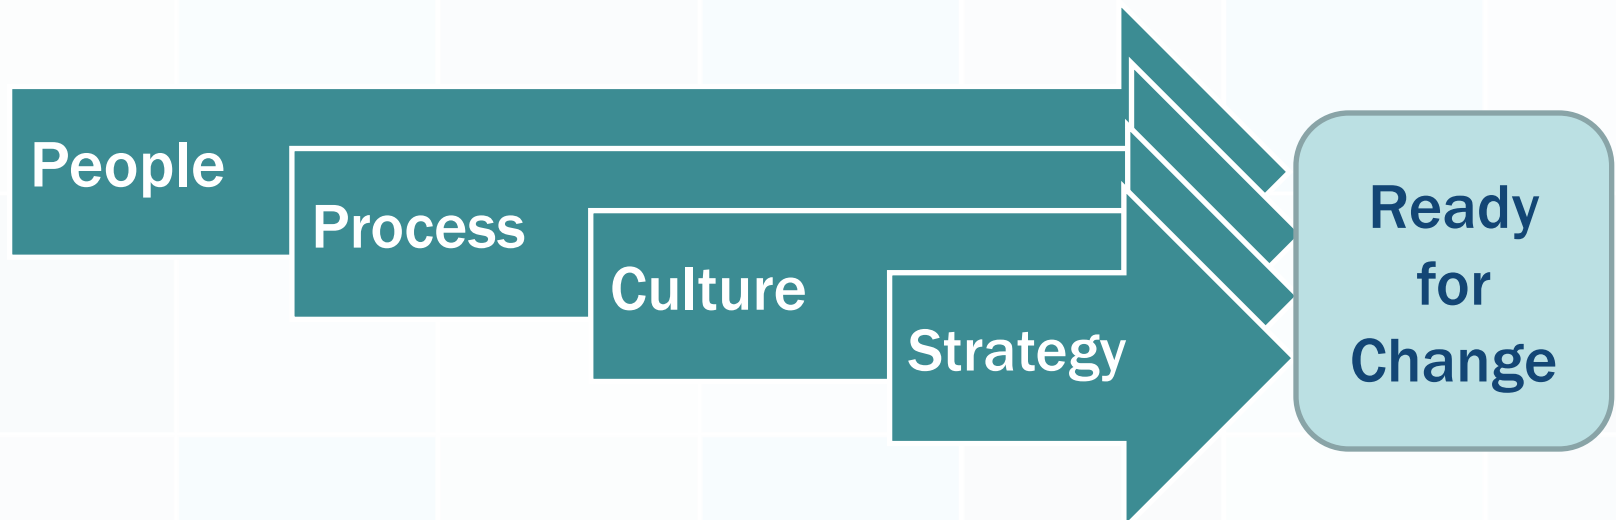 People
Process
Culture
Strategy
Ready
for
Change